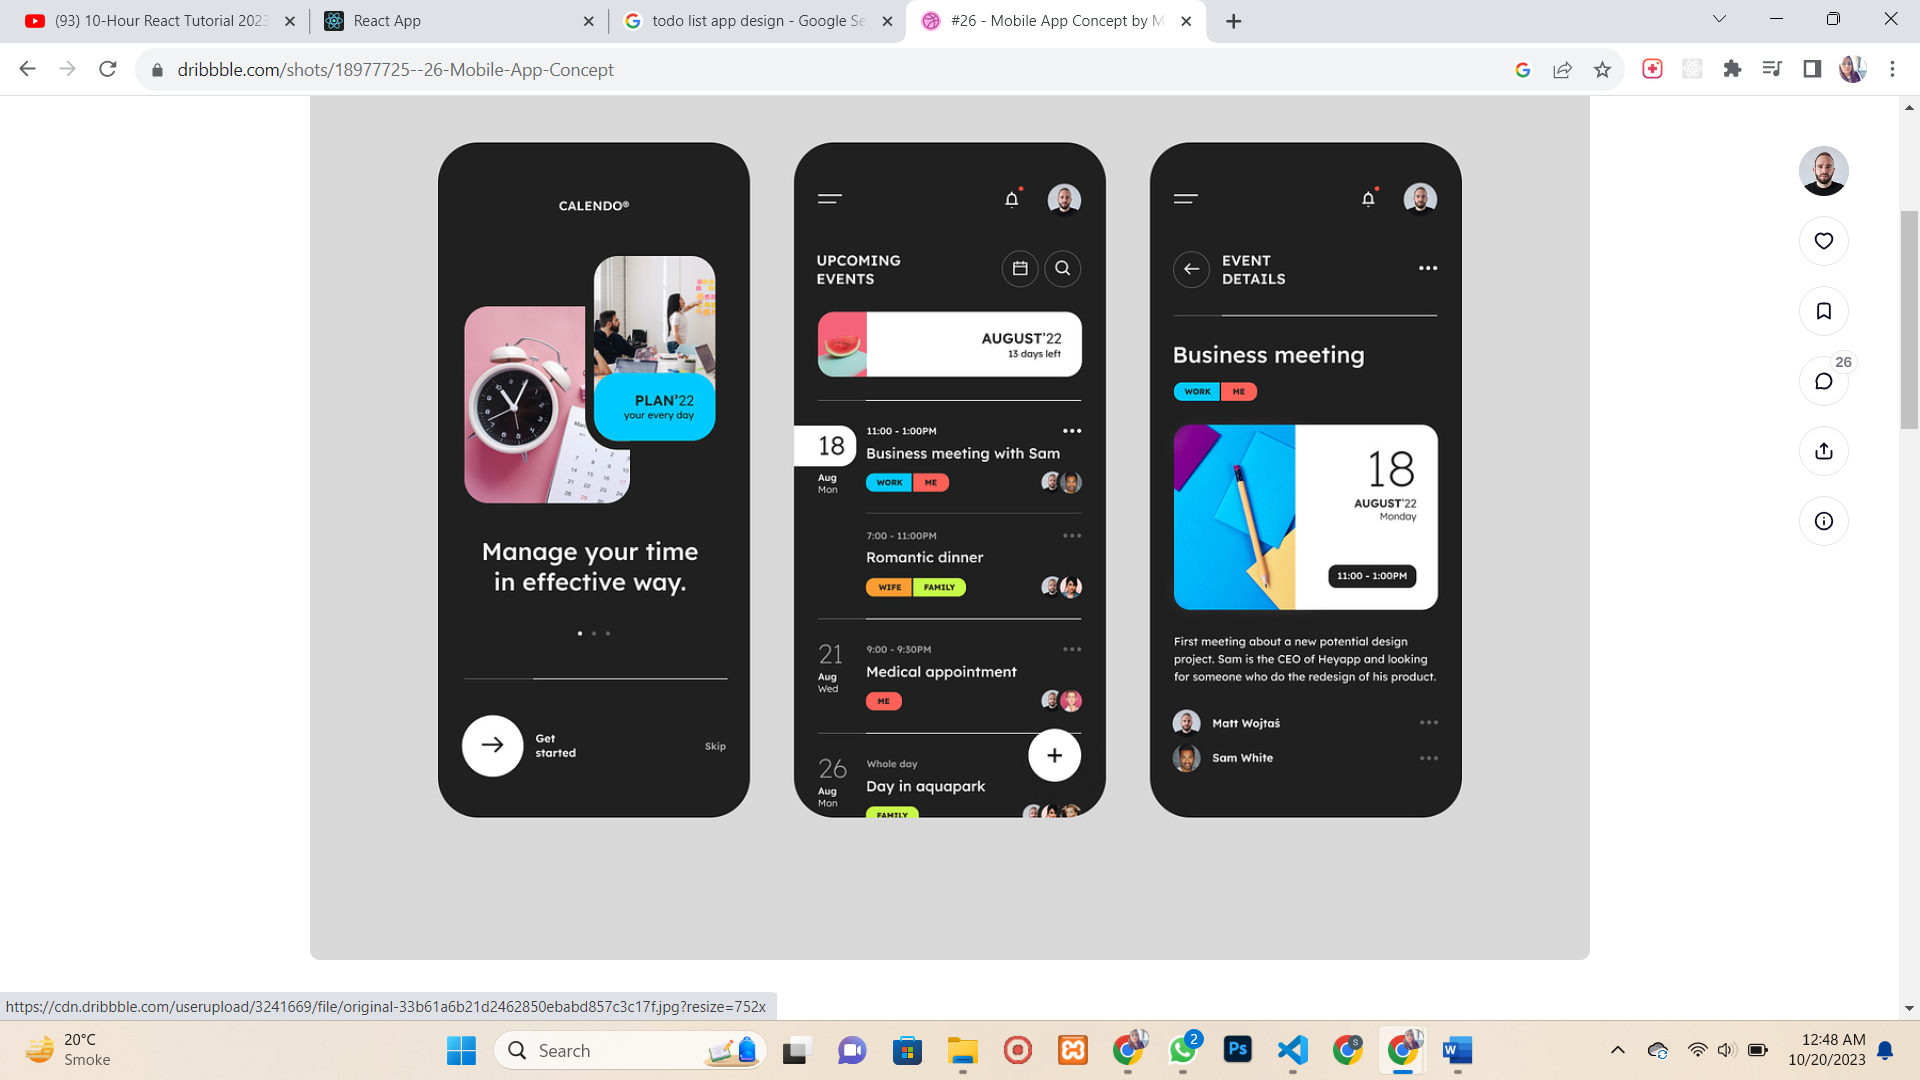 (93) 10-Hour React Tutorial 2023
React App
todo list app design - Google Se
#26 - Mobile App Concept by M
dribbble.com/shots/18977725--26-Mobile-App-Concept
CALENDO®
PLAN'22
your every day
Manage your time
in effective way.
Get
started
Skip
UPCOMING
EVENTS
AUGUST'22
13 days left
18
Aug
Mon
11:00 - 1:00PM
Business meeting with Sam
WORK
ME
7:00 - 11:00PM
Romantic dinner
WIFE
FAMILY
21
Aug
Wed
9:00 - 9:30PM
Medical appointment
ME
26
Aug
Mon
Whole day
Day in aquapark
FAMILY
EVENT
DETAILS
Business meeting
WORK
ME
18
AUGUST'22
Monday
11:00 - 1:00PM
First meeting about a new potential design
project. Sam is the CEO of Heyapp and looking
for someone who do the redesign of his product.
Matt Wojtaś
Sam White
26
https://cdn.dribbble.com/userupload/3241669/file/original-33b61a6b21d2462850ebabd857c3c17f.jpg?resize=752x
20°C
Smoke
Search
2
Ps
S
W
12:48 AM
10/20/2023